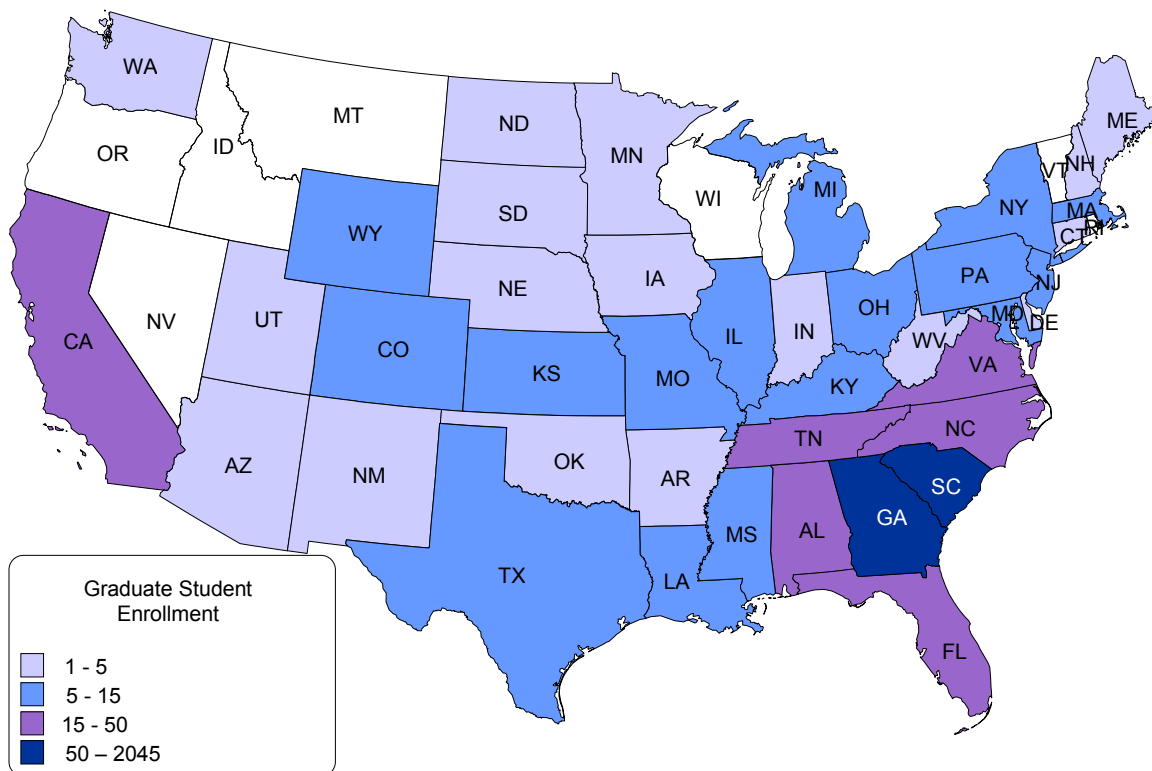 WA
MT
ND
MN
ME
OR
ID
WI
VT
NH
SD
MI
NY
WY
MA
CT
RI
IA
NE
PA
NJ
NV
UT
IL
IN
OH
MD
DE
CA
CO
KS
MO
WV
VA
KY
TN
NC
AZ
NM
OK
AR
SC
GA
MS
AL
TX
LA
FL
Graduate Student
Enrollment
1 - 5
5 - 15
15 - 50
50 – 2045